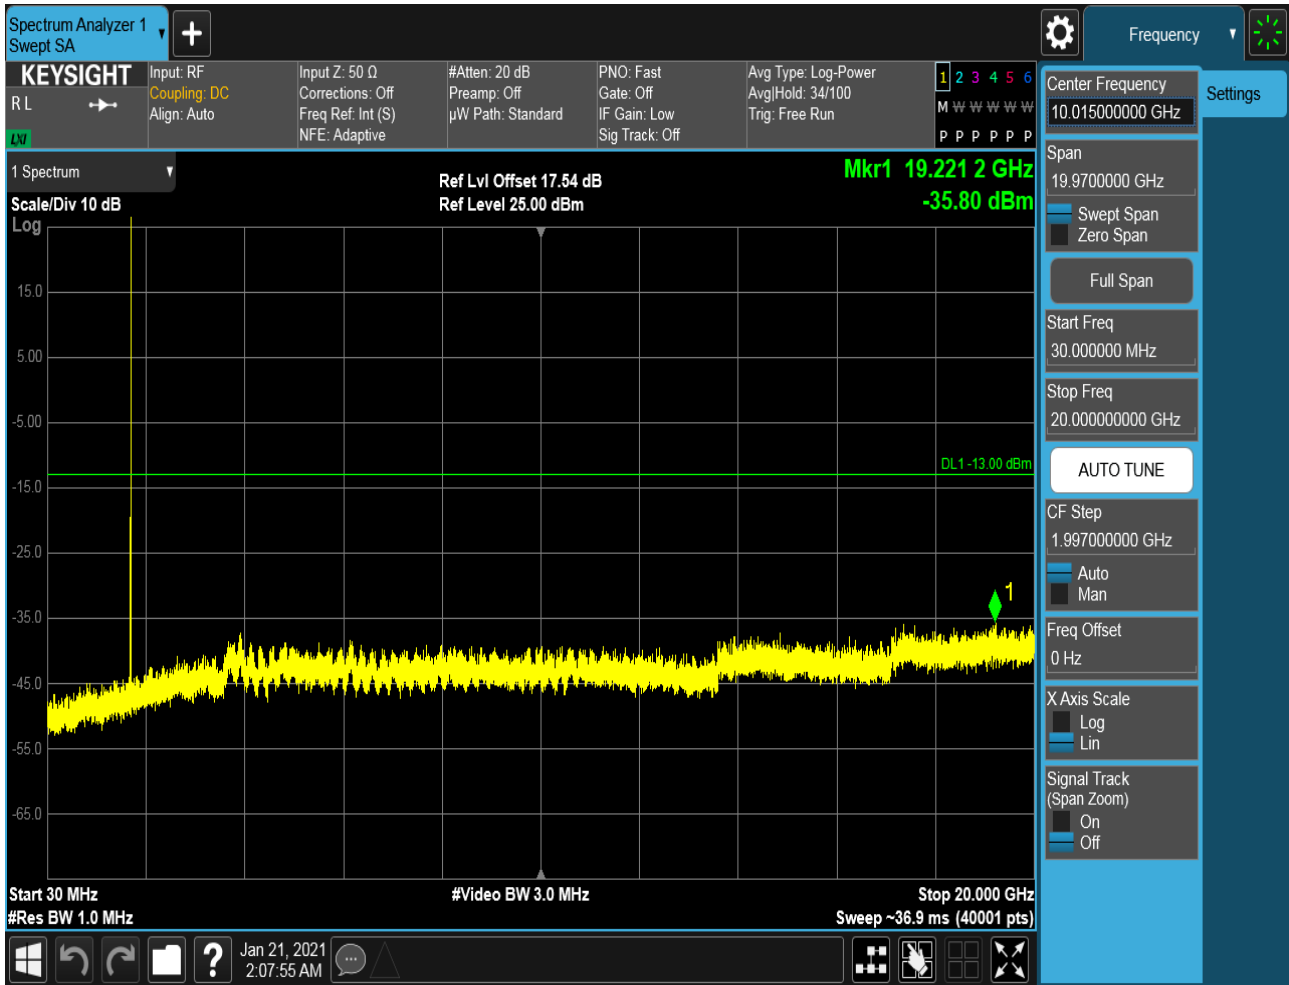 Spectrum Analyzer 1
Swept SA
Frequency
KEYSIGHT
R L
LXI
Input: RF
Coupling: DC
Align: Auto
Input Z: 50 Ω
Corrections: Off
Freq Ref: Int (S)
NFE: Adaptive
#Atten: 20 dB
Preamp: Off
µW Path: Standard
PNO: Fast
Gate: Off
IF Gain: Low
Sig Track: Off
Avg Type: Log-Power
Avg|Hold: 34/100
Trig: Free Run
1 2 3 4 5 6
M W W W W W
P P P P P P
1 Spectrum
Scale/Div 10 dB
Log
Ref Lvl Offset 17.54 dB
Ref Level 25.00 dBm
Mkr1 19.221 2 GHz
-35.80 dBm
15.0
5.00
-5.00
DL1 -13.00 dBm
-15.0
-25.0
1
-35.0
-45.0
-55.0
-65.0
Start 30 MHz
#Res BW 1.0 MHz
#Video BW 3.0 MHz
Stop 20.000 GHz
Sweep ~36.9 ms (40001 pts)
Center Frequency
10.015000000 GHz
Settings
Span
19.9700000 GHz
Swept Span
Zero Span
Full Span
Start Freq
30.000000 MHz
Stop Freq
20.000000000 GHz
AUTO TUNE
CF Step
1.997000000 GHz
Auto
Man
Freq Offset
0 Hz
X Axis Scale
Log
Lin
Signal Track
(Span Zoom)
On
Off
?
Jan 21, 2021
2:07:55 AM